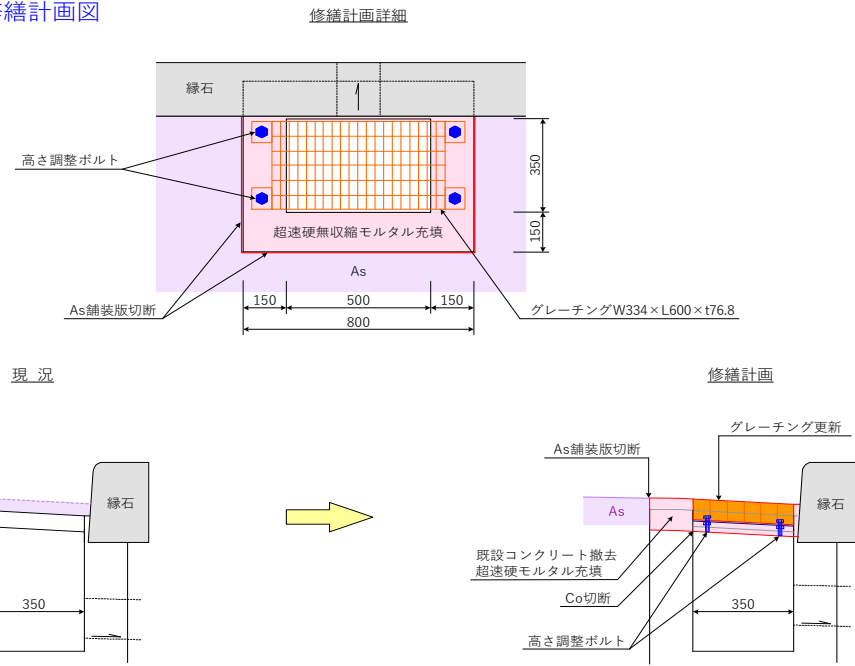 繕計画図
修繕計画詳細
縁石
高さ調整ボルト
350
150
超速硬無収縮モルタル充填
As
150
500
150
As舗装版切断
グレーチングW334×L600×t76.8
800
現 況
修繕計画
グレーチング更新
As舗装版切断
縁石
縁石
As
既設コンクリート撤去
超速硬モルタル充填
Co切断
350
350
高さ調整ボルト